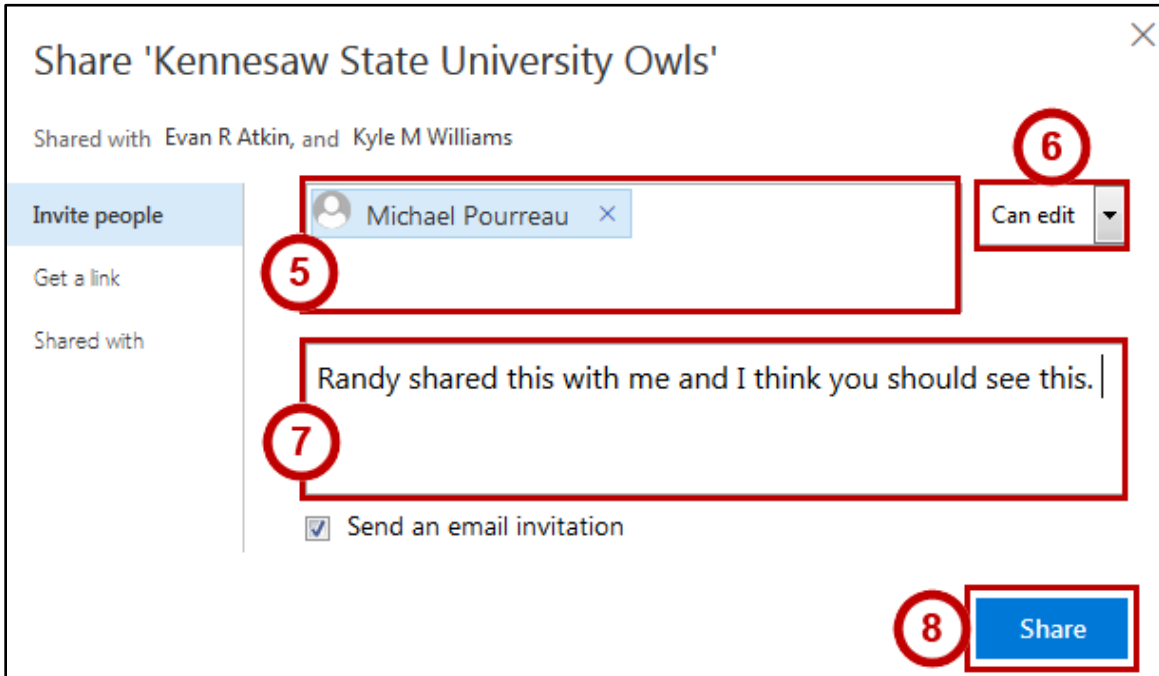 Share 'Kennesaw State University Owls'
Shared with Evan R Atkin, and Kyle M Williams
6
Invite people
Michael Pourreau ×
Can edit
5
Get a link
Shared with
Randy shared this with me and I think you should see this.
7
Send an email invitation
8
Share